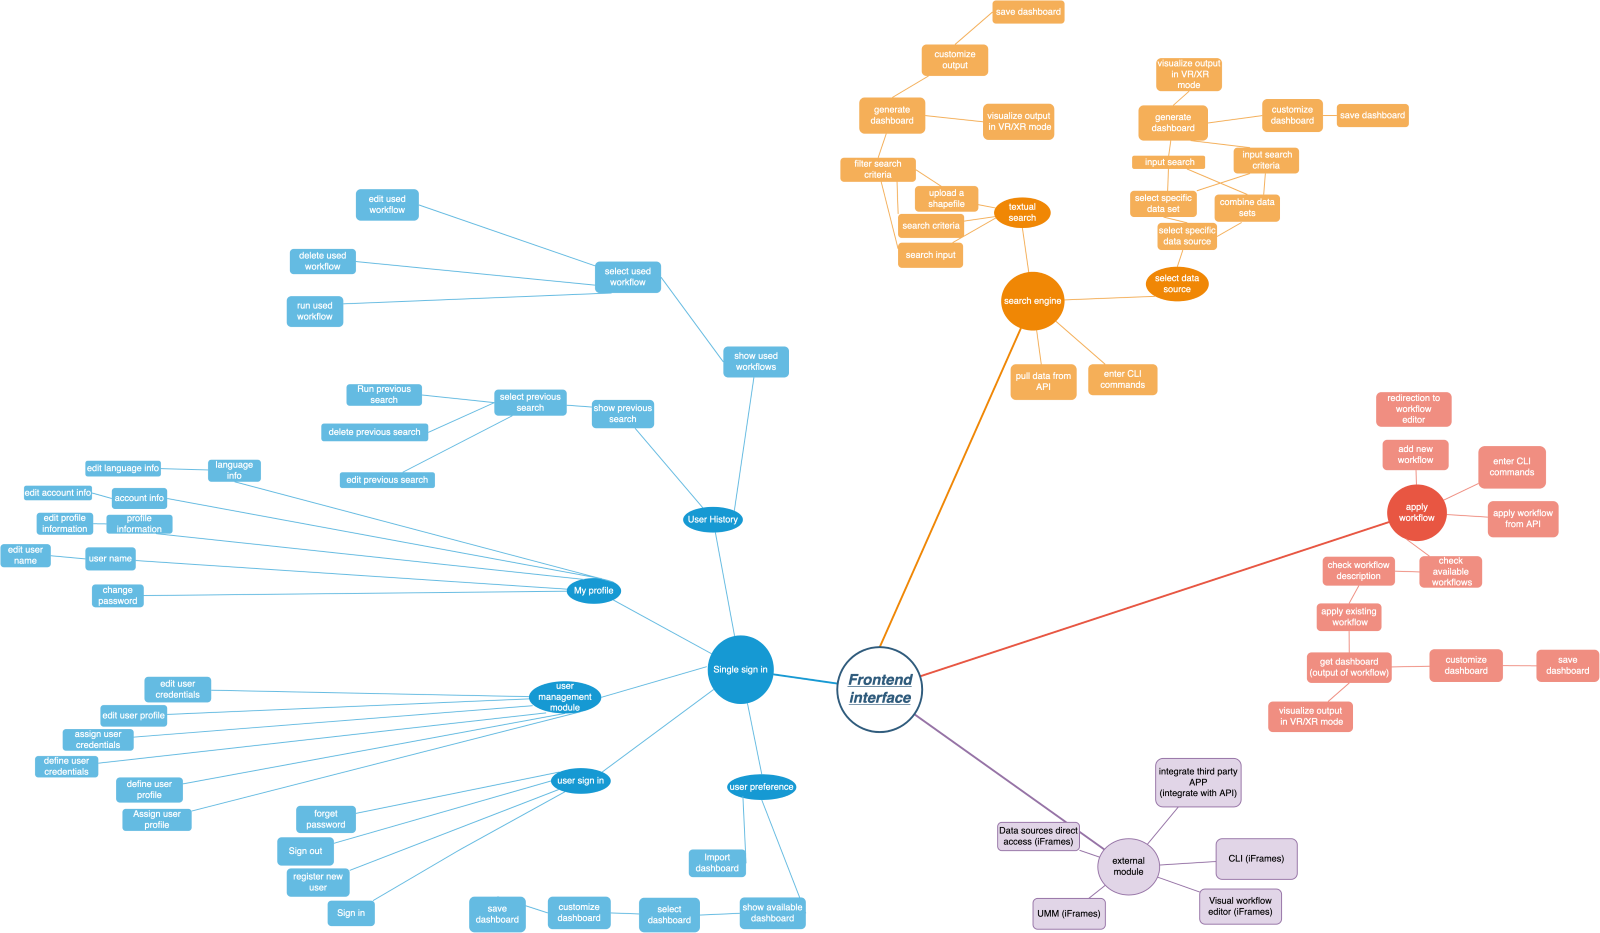 Frontend
interface
search engine
textual
search
upload a
shapefile
search criteria
search input
filter search
criteria
generate
dashboard
visualize output
in VR/XR mode
customize
output
save dashboard
select data
source
select specific
data source
select specific
data set
combine data
sets
input search
input search
criteria
generate
dashboard
visualize output
in VR/XR
mode
customize
dashboard
save dashboard
pull data from
API
enter CLI
commands
apply
workflow
redirection to
workflow
editor
add new
workflow
enter CLI
commands
apply workflow
from API
check
available
workflows
check workflow
description
apply existing
workflow
get dashboard
(output of workflow)
customize
dashboard
save
dashboard
visualize output
in VR/XR mode
external
module
integrate third party
APP
(integrate with API)
Data sources direct
access (iFrames)
CLI (iFrames)
Visual workflow
editor (iFrames)
UMM (iFrames)
Single sign in
User History
show used
workflows
select used
workflow
edit used
workflow
delete used
workflow
run used
workflow
show previous
search
select previous
search
Run previous
search
delete previous search
edit previous search
My profile
language
info
edit language info
account info
edit account info
profile
information
edit profile
information
user name
edit user
name
change
password
user
management
module
edit user
credentials
edit user profile
assign user
credentials
define user
credentials
define user
profile
Assign user
profile
user sign in
forget
password
Sign out
register new
user
Sign in
user preference
Import
dashboard
show available
dashboard
select
dashboard
customize
dashboard
save
dashboard